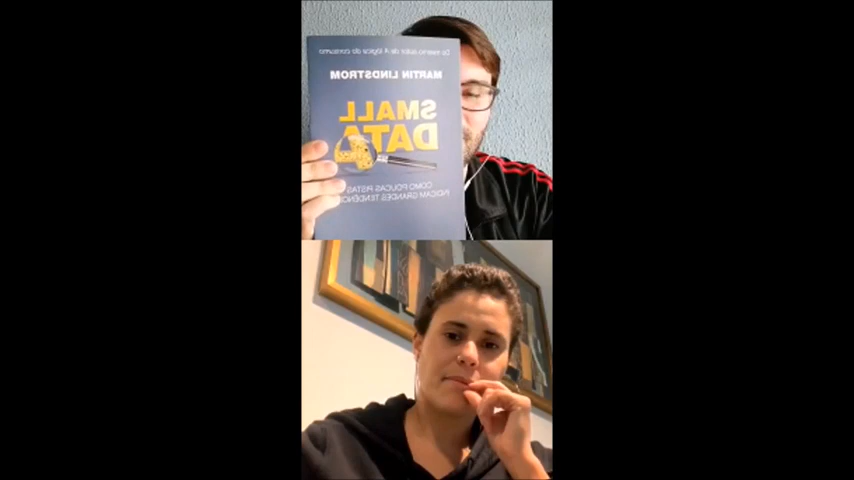 Do mesmo autor de A lógica do consumo
MARTIN LINDSTROM
SMALL
DATA
COMO POUCAS PISTAS
INDICAM GRANDES